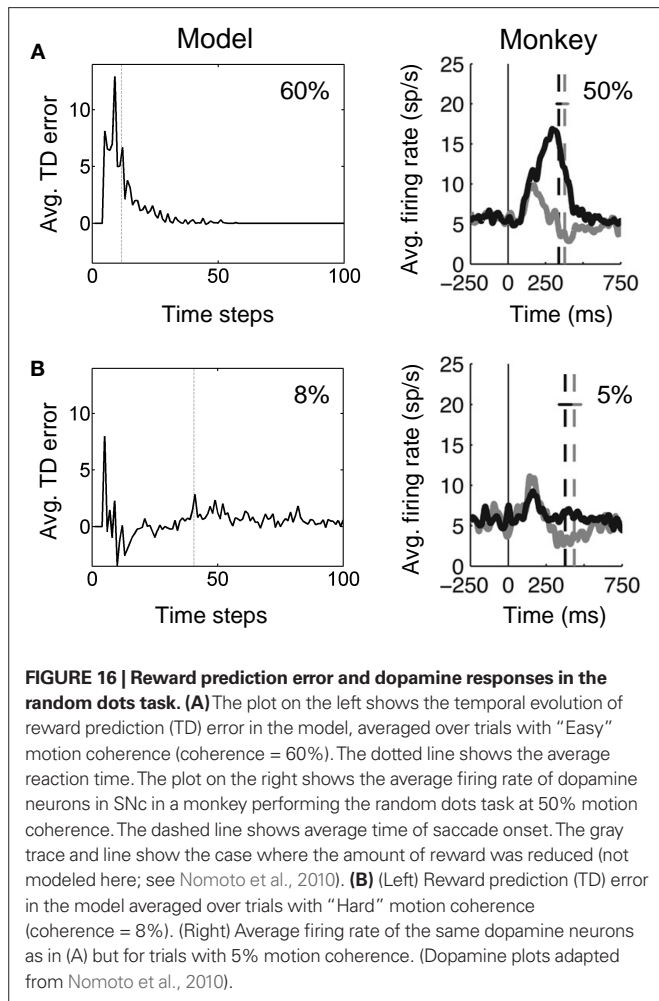 Model
Monkey
A
60%
Avg. TD error
10
5
0
0
50
100
Time steps
50%
Avg. firing rate (sp/s)
25
20
15
10
5
0
−250
0
250
750
Time (ms)
B
8%
Avg. TD error
10
5
0
0
50
100
Time steps
5%
Avg. firing rate (sp/s)
25
20
15
10
5
0
−250
0
250
750
Time (ms)
FIGURE 16 | Reward prediction error and dopamine responses in the
random dots task. (A) The plot on the left shows the temporal evolution of
reward prediction (TD) error in the model, averaged over trials with “Easy”
motion coherence (coherence = 60%). The dotted line shows the average
reaction time. The plot on the right shows the average firing rate of dopamine
neurons in SNc in a monkey performing the random dots task at 50% motion
coherence. The dashed line shows average time of saccade onset. The gray
trace and line show the case where the amount of reward was reduced (not
modeled here; see Nomoto et al., 2010). (B) (Left) Reward prediction (TD) error
in the model averaged over trials with “Hard” motion coherence
(coherence = 8%). (Right) Average firing rate of the same dopamine neurons
as in (A) but for trials with 5% motion coherence. (Dopamine plots adapted
from Nomoto et al., 2010).